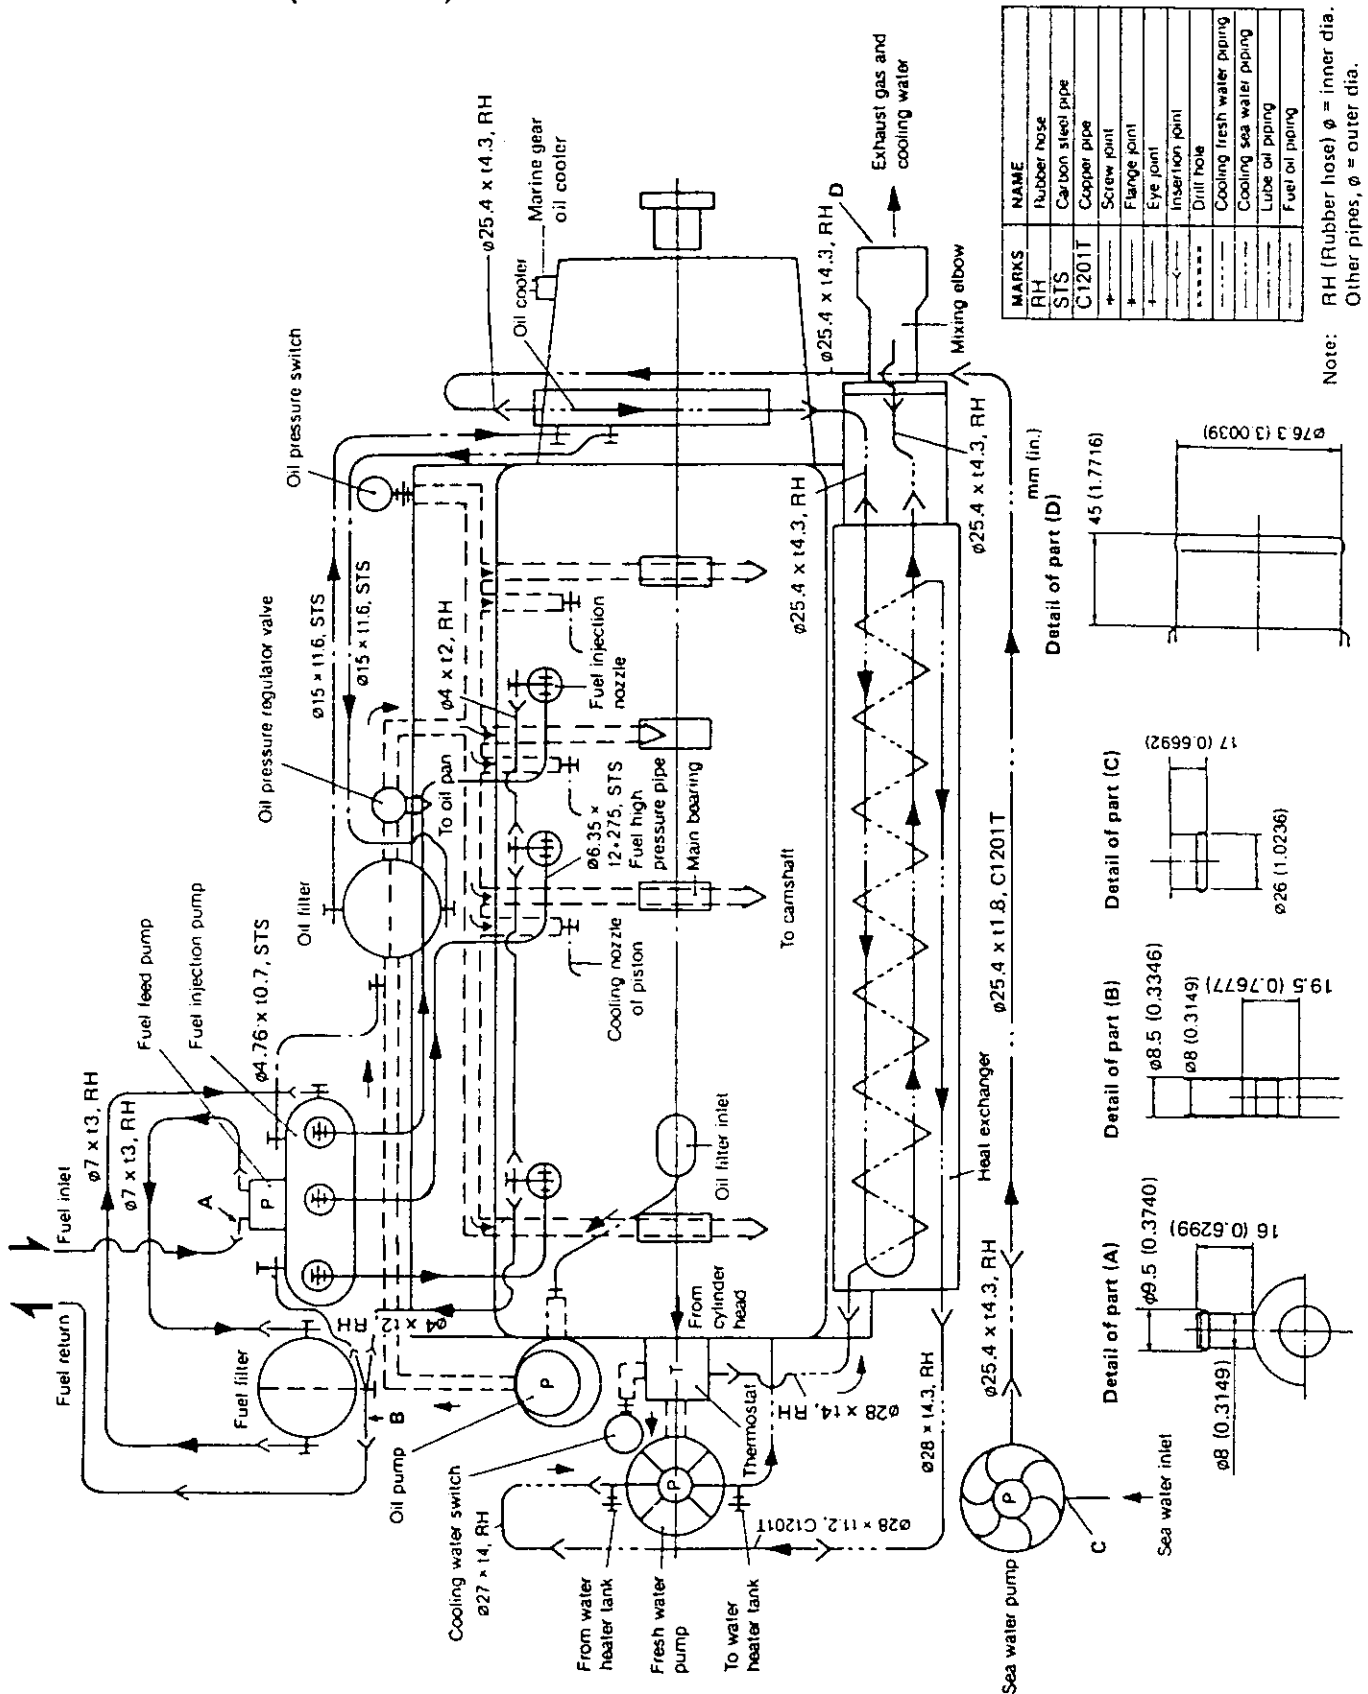 Fuel inlet
Fuel return
ø7 x t3, RH
ø7 x t3, RH
A
P
Fuel feed pump
Fuel injection pump
ø4.76 x t0.7, STS
Fuel filter
ø4 x t2, RH
B
Oil filter
Oil pressure regulator valve
To oil pan
ø15 x t1.6, STS
ø15 x t1.6, STS
Oil pressure switch
ø25.4 x t4.3, RH
Oil cooler
Marine gear
oil cooler
ø4 x t2, RH
Fuel injection
nozzle
ø6.35 x
t2-275, STS
Fuel high
pressure pipe
Main bearing
Cooling nozzle
of piston
To camshaft
Oil filter inlet
Oil pump
P
Cooling water switch
ø27 x t4, RH
From water
heater tank
Fresh water
pump
P
To water
heater tank
T
Thermostat
From
cylinder
head
ø28 x t4, RH
ø28 x t1.2, C1201T
ø28 x t4.3, RH
Heat exchanger
ø25.4 x t4.3, RH
ø25.4 x t4.3, RH
ø25.4 x t4.3, RH
Mixing elbow
D
Exhaust gas and
cooling water
ø25.4 x t1.8, C1201T
ø25.4 x t4.3, RH
Sea water pump
P
C
Sea water inlet
Detail of part (A)
ø9.5 (0.3740)
16 (0.6299)
ø8 (0.3149)
Detail of part (B)
ø8.5 (0.3346)
ø8 (0.3149)
19.5 (0.7677)
Detail of part (C)
17 (0.6692)
ø26 (1.0236)
Detail of part (D)
mm (in.)
45 (1.7716)
ø76.3 (3.0039)
MARKS NAME
RH Rubber hose
STS Carbon steel pipe
C1201T Copper pipe
Screw joint
Flange joint
Eye joint
Insertion joint
Drill hole
Cooling fresh water piping
Cooling sea water piping
Lube oil piping
Fuel oil piping
Note: RH (Rubber hose) ø = inner dia.
Other pipes, ø = outer dia.